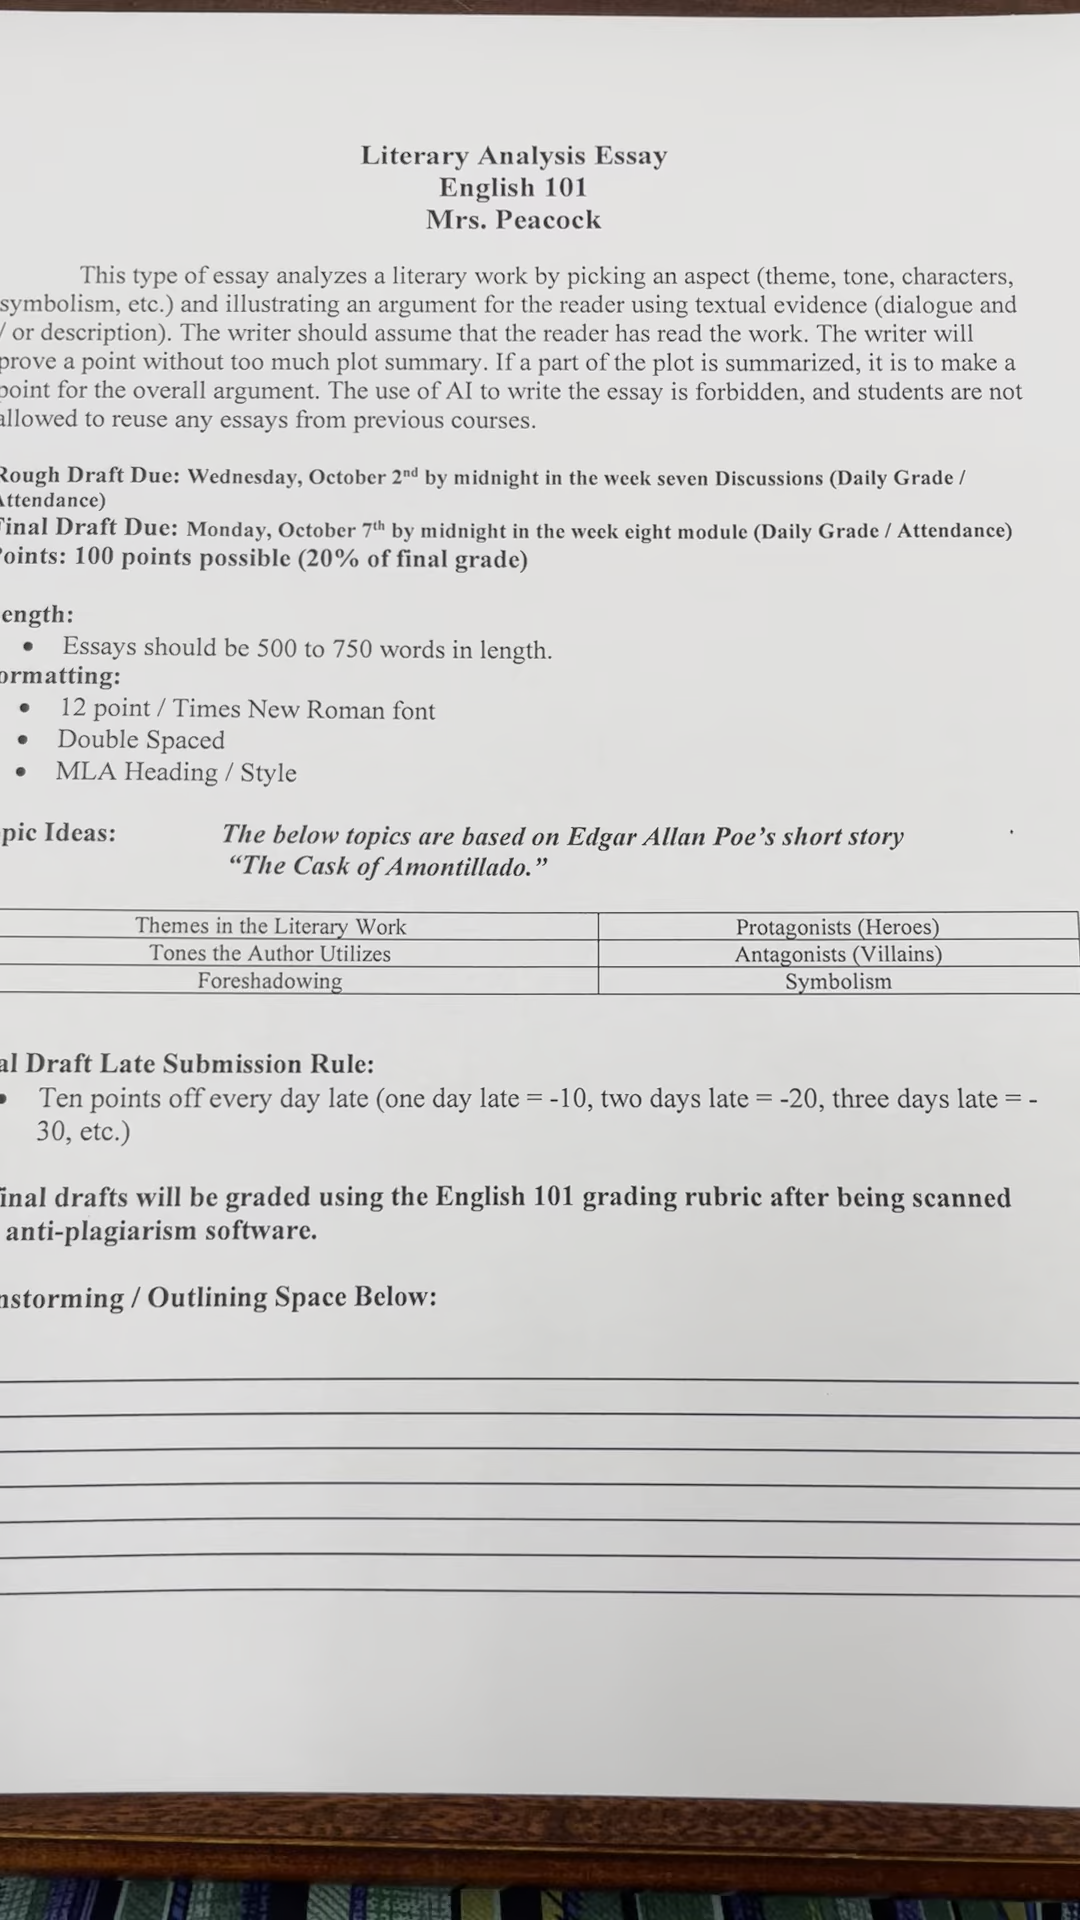 Literary Analysis Essay
English 101
Mrs. Peacock
This type of essay analyzes a literary work by picking an aspect (theme, tone, characters,
symbolism, etc.) and illustrating an argument for the reader using textual evidence (dialogue and
/ or description). The writer should assume that the reader has read the work. The writer will
prove a point without too much plot summary. If a part of the plot is summarized, it is to make a
point for the overall argument. The use of AI to write the essay is forbidden, and students are not
allowed to reuse any essays from previous courses.
Rough Draft Due: Wednesday, October 2nd by midnight in the week seven Discussions (Daily Grade /
Attendance)
Final Draft Due: Monday, October 7th by midnight in the week eight module (Daily Grade / Attendance)
Points: 100 points possible (20% of final grade)
ength:
• Essays should be 500 to 750 words in length.
ormatting:
• 12 point / Times New Roman font
• Double Spaced
• MLA Heading / Style
pic Ideas: The below topics are based on Edgar Allan Poe's short story
"The Cask of Amontillado."
Themes in the Literary Work Protagonists (Heroes)
Tones the Author Utilizes Antagonists (Villains)
Foreshadowing Symbolism
al Draft Late Submission Rule:
• Ten points off every day late (one day late = -10, two days late = -20, three days late = -
30, etc.)
inal drafts will be graded using the English 101 grading rubric after being scanned
anti-plagiarism software.
nstorming / Outlining Space Below: